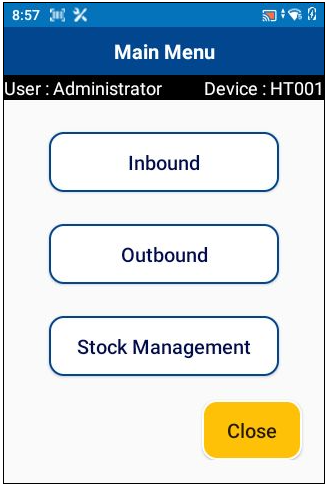 8:57
Main Menu
User : Administrator Device : HT001
Inbound
Outbound
Stock Management
Close